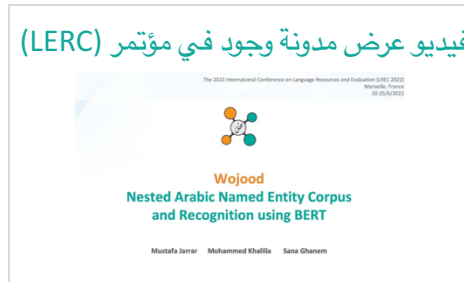 فيديو عرض مدونة وجود في مؤتمر (LERC)
The 2022 International Conference on Language Resources and Evaluation (LREC 2022)
Marseille, France
20-25/6/2022
Wojood
Nested Arabic Named Entity Corpus
and Recognition using BERT
Mustafa Jarrar Mohammed Khalilia Sana Ghanem